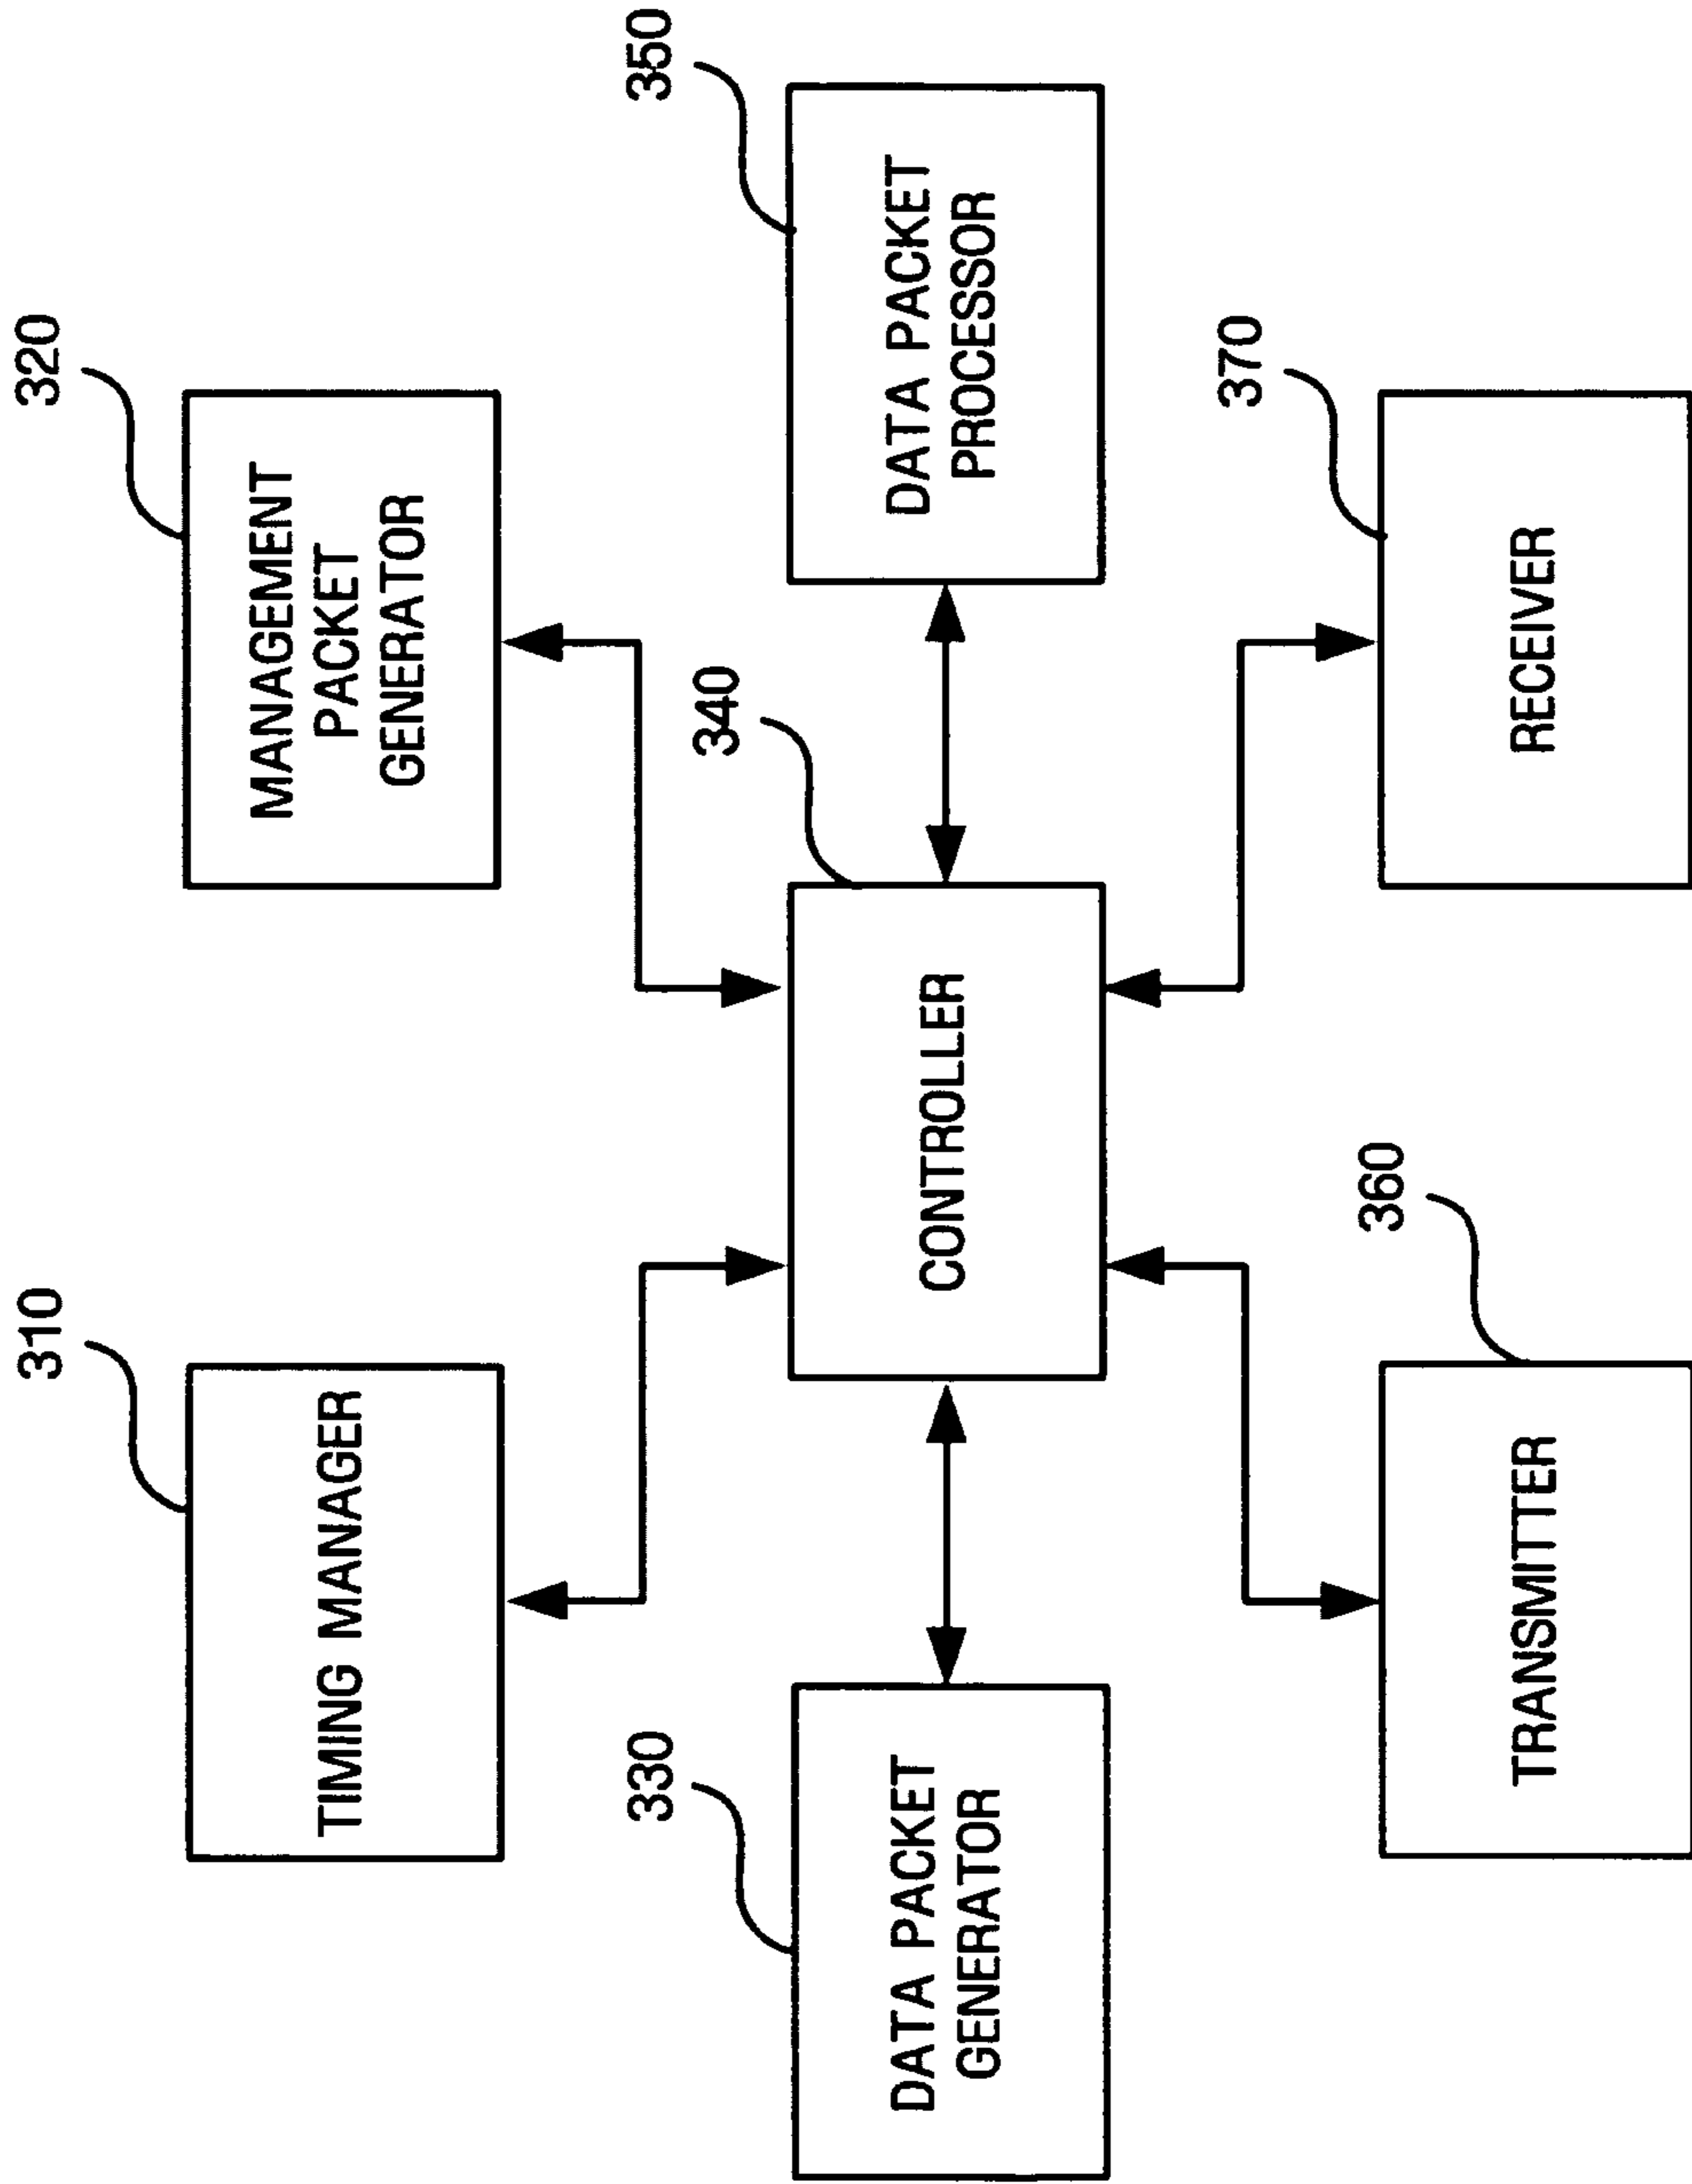 310
TIMING MANAGER
320
MANAGEMENT
PACKET
GENERATOR
330
DATA PACKET
GENERATOR
340
CONTROLLER
350
DATA PACKET
PROCESSOR
360
TRANSMITTER
370
RECEIVER